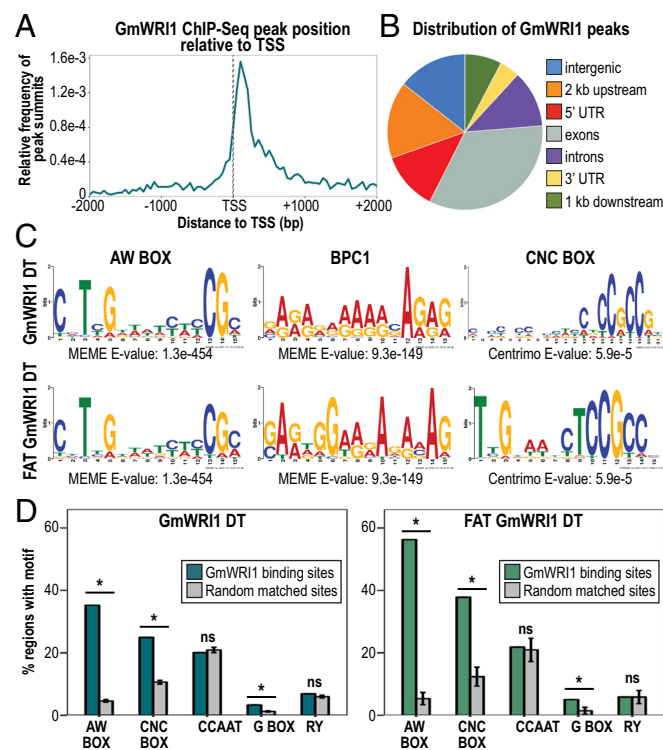 A
GmWRI1 ChIP-Seq peak position
relative to TSS
Relative frequency of
peak summits
1.6e-3
1.2e-3
0.8e-4
0.4e-4
0
-2000
-1000
TSS
+1000
+2000
Distance to TSS (bp)
B
Distribution of GmWRI1 peaks
intergenic
2 kb upstream
5' UTR
exons
introns
3' UTR
1 kb downstream
C
AW BOX
BPC1
CNC BOX
GmWRI1 DT
MEME E-value: 1.3e-454
MEME E-value: 9.3e-149
Centrimo E-value: 5.9e-5
FAT GmWRI1 DT
MEME E-value: 1.3e-454
MEME E-value: 9.3e-149
Centrimo E-value: 5.9e-5
D
GmWRI1 DT
% regions with motif
60
40
20
0
GmWRI1 binding sites
Random matched sites
*
*
ns
*
ns
AW
BOX
CNC
BOX
CCAAT
G BOX
RY
FAT GmWRI1 DT
60
40
20
0
GmWRI1 binding sites
Random matched sites
*
*
ns
*
ns
AW
BOX
CNC
BOX
CCAAT
G BOX
RY